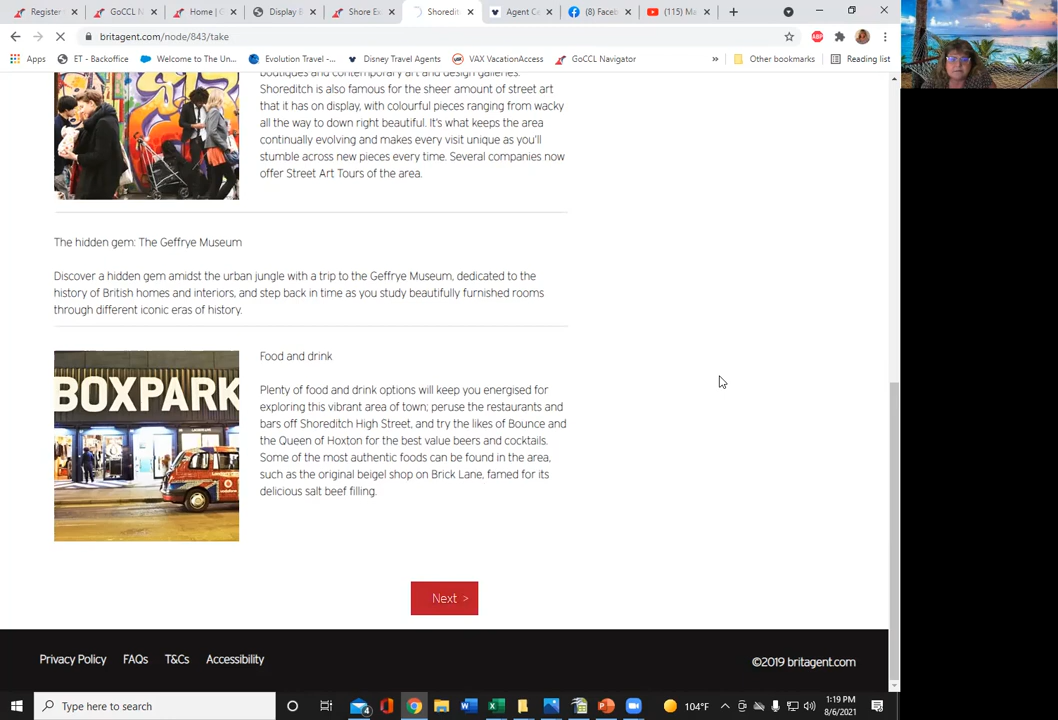 Register
GoCCL N
Home | G
Display B
Shore Ex
Shoredit
Agent Ce
(8) Faceb
(115) Ma
britagent.com/node/843/take
Apps
ET - Backoffice
Welcome to The Un...
Evolution Travel -...
VAX VacationAccess
Disney Travel Agents
GoCCL Navigator
»
Other bookmarks
Reading list
boutiques and contemporary art and design galleries.
Shoreditch is also famous for the sheer amount of street art
that it has on display, with colourful pieces ranging from wacky
all the way to down right beautiful. It's what keeps the area
continually evolving and makes every visit unique as you'll
stumble across new pieces every time. Several companies now
offer Street Art Tours of the area.
The hidden gem: The Geffrye Museum
Discover a hidden gem amidst the urban jungle with a trip to the Geffrye Museum, dedicated to the
history of British homes and interiors, and step back in time as you study beautifully furnished rooms
through different iconic eras of history.
BOXPARK
Food and drink
Plenty of food and drink options will keep you energised for
exploring this vibrant area of town; peruse the restaurants and
bars off Shoreditch High Street, and try the likes of Bounce and
the Queen of Hoxton for the best value beers and cocktails.
Some of the most authentic foods can be found in the area,
such as the original beigel shop on Brick Lane, famed for its
delicious salt beef filling.
Next >
Privacy Policy
FAQs
T&Cs
Accessibility
©2019 britagent.com
Type here to search
104°F
1:19 PM
8/6/2021